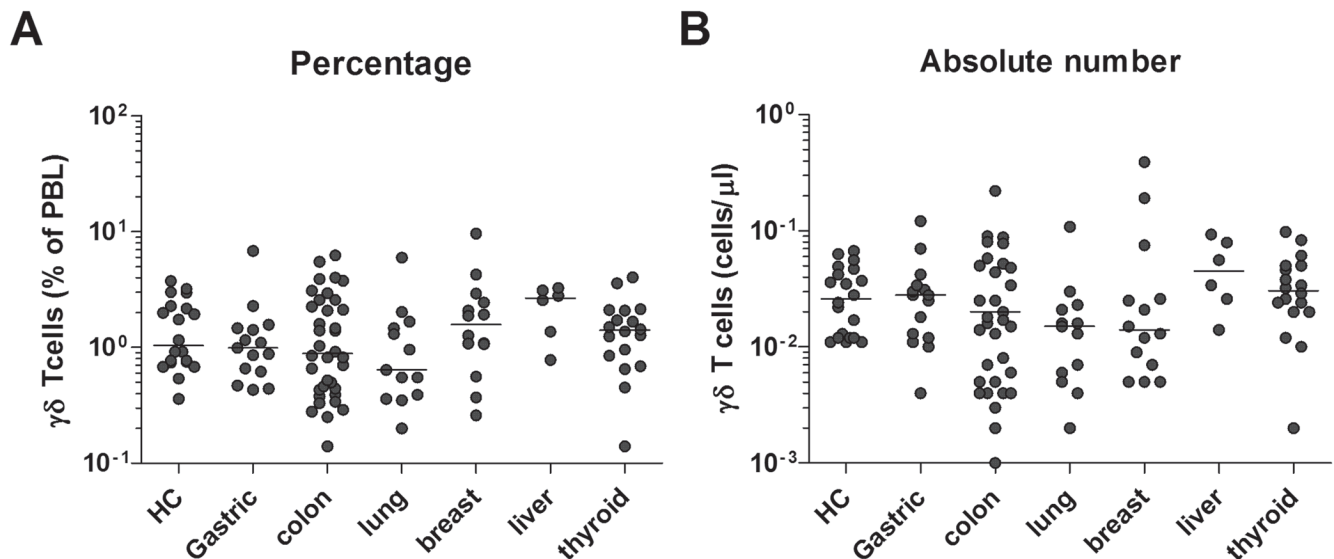 A
Percentage
γδ Tcells (% of PBL)
10²
10¹
10⁰
10⁻¹
HC
Gastric
colon
lung
breast
liver
thyroid
B
Absolute number
γδ T cells (cells/μl)
10⁰
10⁻¹
10⁻²
10⁻³
HC
Gastric
colon
lung
breast
liver
thyroid